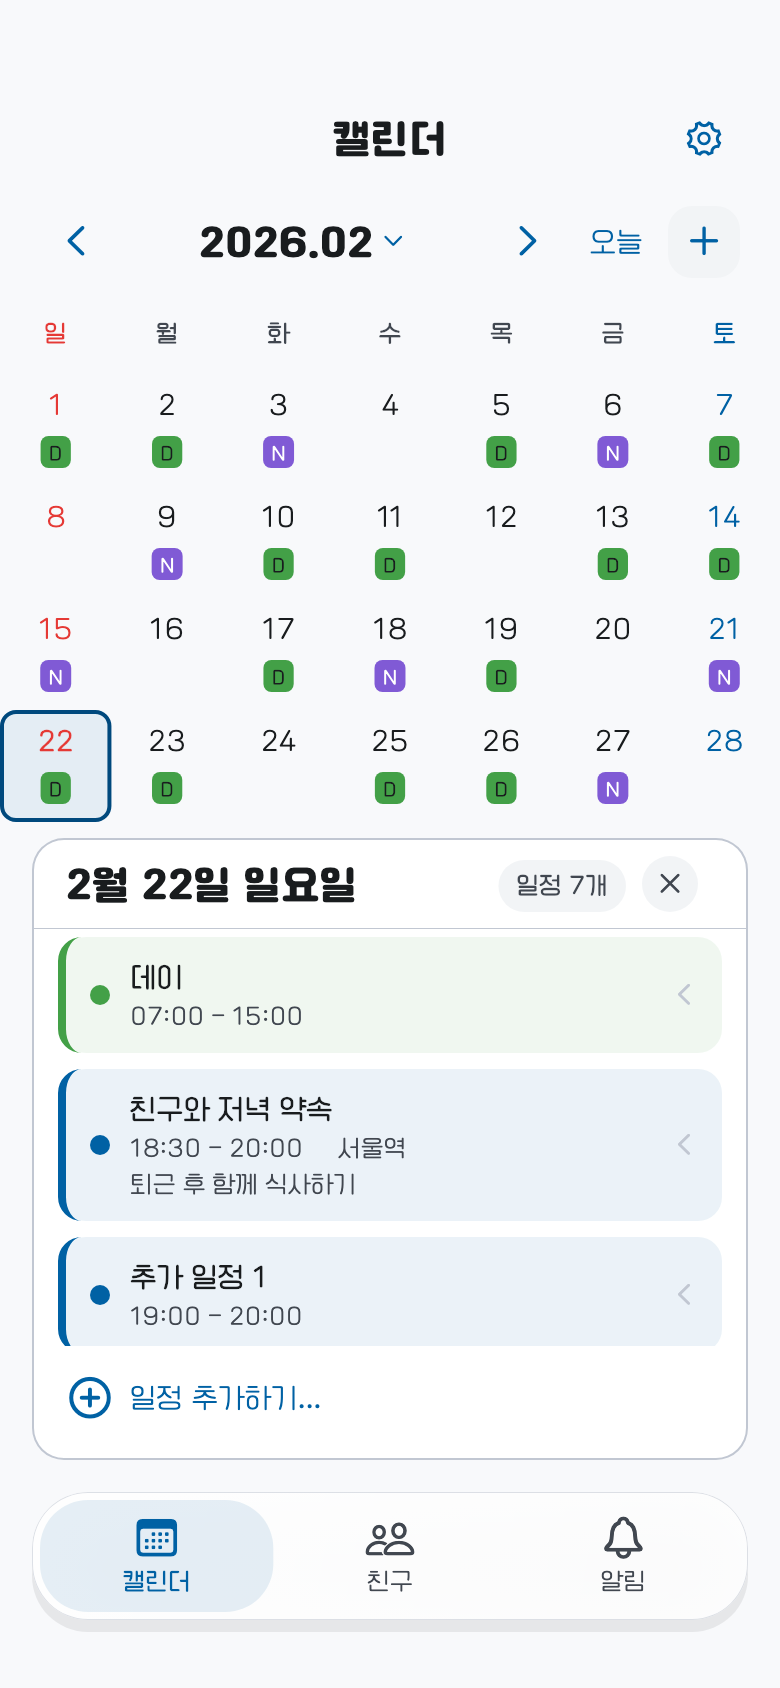 캘린더
2026.02 오늘
일 월 화 수 목 금 토
1 2 3 4 5 6 7
D D N D N D
8 9 10 11 12 13 14
N D D D D
15 16 17 18 19 20 21
N D N D N
22 23 24 25 26 27 28
D D D D N
2월 22일 일요일 일정 7개
데이
07:00 – 15:00
친구와 저녁 약속
18:30 – 20:00 서울역
퇴근 후 함께 식사하기
추가 일정 1
19:00 – 20:00
일정 추가하기...
캘린더 친구 알림